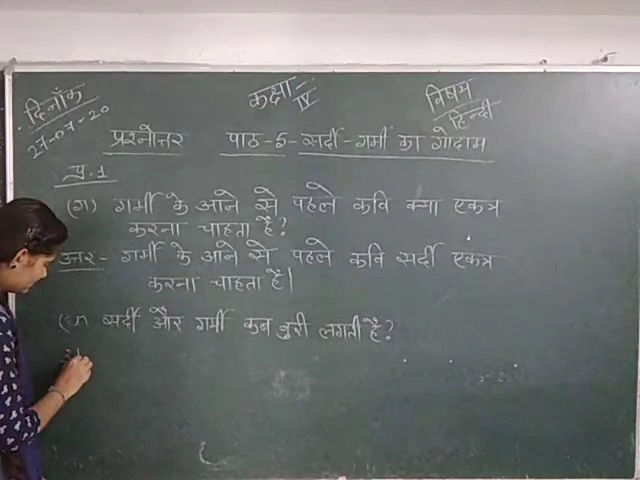 दिनाँक कक्षा - IV विषय
27-07-20 हिन्दी
प्रश्नोत्तर पाठ-5- सर्दी-गर्मी का गोदाम
प्र.1
(ग) गर्मी के आने से पहले कवि क्या एकत्र
करना चाहता है?
उत्तर- गर्मी के आने से पहले कवि सर्दी एकत्र
करना चाहता है।
(घ) सर्दी और गर्मी कब बुरी लगती है?